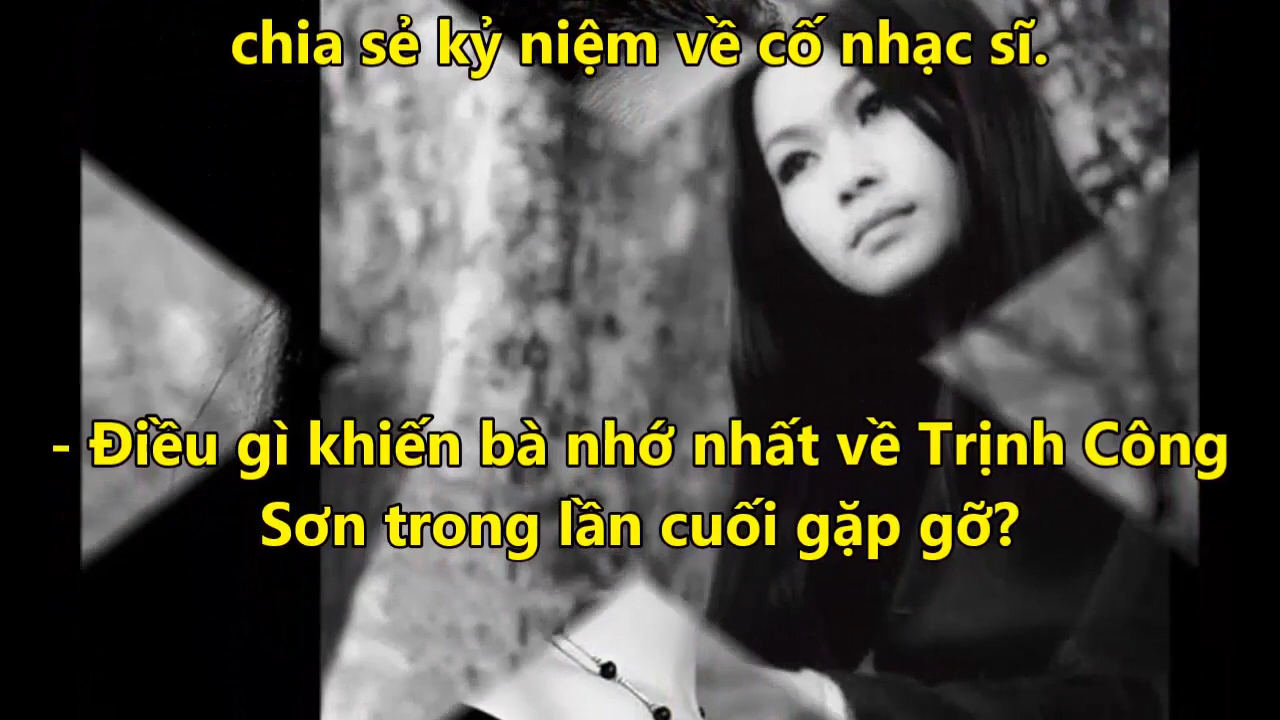 chia sẻ kỷ niệm về cố nhạc sĩ.
- Điều gì khiến bà nhớ nhất về Trịnh Công
Sơn trong lần cuối gặp gỡ?